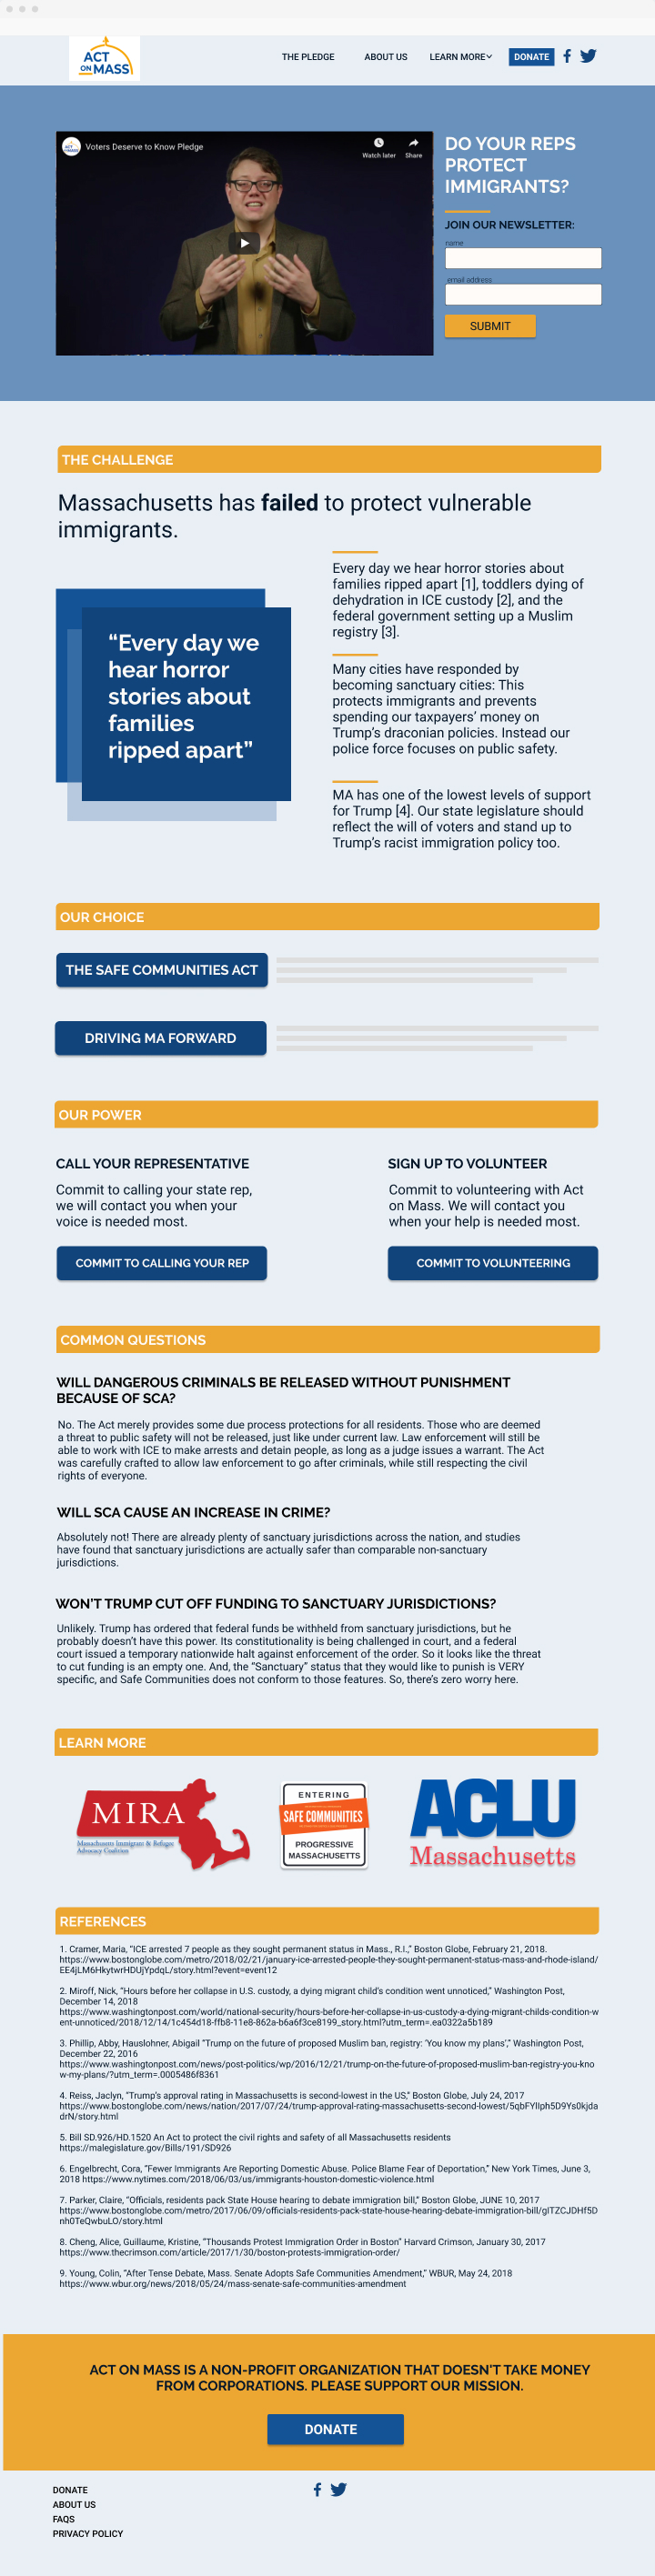 ACT
ON MASS
THE PLEDGE
ABOUT US
LEARN MORE
DONATE
ACT
ON MASS
Voters Deserve to Know Pledge
Watch later
Share
DO YOUR REPS
PROTECT
IMMIGRANTS?
JOIN OUR NEWSLETTER:
name
email address
SUBMIT
THE CHALLENGE
Massachusetts has failed to protect vulnerable
immigrants.
“Every day we
hear horror
stories about
families
ripped apart”
Every day we hear horror stories about
families ripped apart [1], toddlers dying of
dehydration in ICE custody [2], and the
federal government setting up a Muslim
registry [3].
Many cities have responded by
becoming sanctuary cities: This
protects immigrants and prevents
spending our taxpayers’ money on
Trump’s draconian policies. Instead our
police force focuses on public safety.
MA has one of the lowest levels of support
for Trump [4]. Our state legislature should
reflect the will of voters and stand up to
Trump’s racist immigration policy too.
OUR CHOICE
THE SAFE COMMUNITIES ACT
DRIVING MA FORWARD
OUR POWER
CALL YOUR REPRESENTATIVE
Commit to calling your state rep,
we will contact you when your
voice is needed most.
COMMIT TO CALLING YOUR REP
SIGN UP TO VOLUNTEER
Commit to volunteering with Act
on Mass. We will contact you
when your help is needed most.
COMMIT TO VOLUNTEERING
COMMON QUESTIONS
WILL DANGEROUS CRIMINALS BE RELEASED WITHOUT PUNISHMENT
BECAUSE OF SCA?
No. The Act merely provides some due process protections for all residents. Those who are deemed
a threat to public safety will not be released, just like under current law. Law enforcement will still be
able to work with ICE to make arrests and detain people, as long as a judge issues a warrant. The Act
was carefully crafted to allow law enforcement to go after criminals, while still respecting the civil
rights of everyone.
WILL SCA CAUSE AN INCREASE IN CRIME?
Absolutely not! There are already plenty of sanctuary jurisdictions across the nation, and studies
have found that sanctuary jurisdictions are actually safer than comparable non-sanctuary
jurisdictions.
WON’T TRUMP CUT OFF FUNDING TO SANCTUARY JURISDICTIONS?
Unlikely. Trump has ordered that federal funds be withheld from sanctuary jurisdictions, but he
probably doesn’t have this power. Its constitutionality is being challenged in court, and a federal
court issued a temporary nationwide halt against enforcement of the order. So it looks like the threat
to cut funding is an empty one. And, the “Sanctuary” status that they would like to punish is VERY
specific, and Safe Communities does not conform to those features. So, there’s zero worry here.
LEARN MORE
MIRA
Massachusetts Immigrant & Refugee
Advocacy Coalition
ENTERING
SAFE COMMUNITIES
PROGRESSIVE
MASSACHUSETTS
ACLU
Massachusetts
REFERENCES
1. Cramer, Maria, “ICE arrested 7 people as they sought permanent status in Mass., R.I.,” Boston Globe, February 21, 2018.
https://www.bostonglobe.com/metro/2018/02/21/january-ice-arrested-people-they-sought-permanent-status-mass-and-rhode-island/
EE4jLM6HkytwrHDUjYpdqL/story.html?event=event12
2. Miroff, Nick, “Hours before her collapse in U.S. custody, a dying migrant child’s condition went unnoticed,” Washington Post,
December 14, 2018
https://www.washingtonpost.com/world/national-security/hours-before-her-collapse-in-us-custody-a-dying-migrant-childs-condition-w
ent-unnoticed/2018/12/14/1c454d18-ffb8-11e8-862a-b6a6f3ce8199_story.html?utm_term=.ea0322a5b189
3. Phillip, Abby, Hauslohner, Abigail “Trump on the future of proposed Muslim ban, registry: ‘You know my plans’,” Washington Post,
December 22, 2016
https://www.washingtonpost.com/news/post-politics/wp/2016/12/21/trump-on-the-future-of-proposed-muslim-ban-registry-you-kno
w-my-plans/?utm_term=.0005486f8361
4. Reiss, Jaclyn, “Trump’s approval rating in Massachusetts is second-lowest in the US,” Boston Globe, July 24, 2017
https://www.bostonglobe.com/news/nation/2017/07/24/trump-approval-rating-massachusetts-second-lowest/5qbFYIlph5D9Ys0kjda
drN/story.html
5. Bill SD.926/HD.1520 An Act to protect the civil rights and safety of all Massachusetts residents
https://malegislature.gov/Bills/191/SD926
6. Engelbrecht, Cora, “Fewer Immigrants Are Reporting Domestic Abuse. Police Blame Fear of Deportation,” New York Times, June 3,
2018 https://www.nytimes.com/2018/06/03/us/immigrants-houston-domestic-violence.html
7. Parker, Claire, “Officials, residents pack State House hearing to debate immigration bill,” Boston Globe, JUNE 10, 2017
https://www.bostonglobe.com/metro/2017/06/09/officials-residents-pack-state-house-hearing-debate-immigration-bill/glTZCJDHf5D
nh0TeQwbuLO/story.html
8. Cheng, Alice, Guillaume, Kristine, “Thousands Protest Immigration Order in Boston” Harvard Crimson, January 30, 2017
https://www.thecrimson.com/article/2017/1/30/boston-protests-immigration-order/
9. Young, Colin, “After Tense Debate, Mass. Senate Adopts Safe Communities Amendment,” WBUR, May 24, 2018
https://www.wbur.org/news/2018/05/24/mass-senate-safe-communities-amendment
ACT ON MASS IS A NON-PROFIT ORGANIZATION THAT DOESN’T TAKE MONEY
FROM CORPORATIONS. PLEASE SUPPORT OUR MISSION.
DONATE
DONATE
ABOUT US
FAQS
PRIVACY POLICY